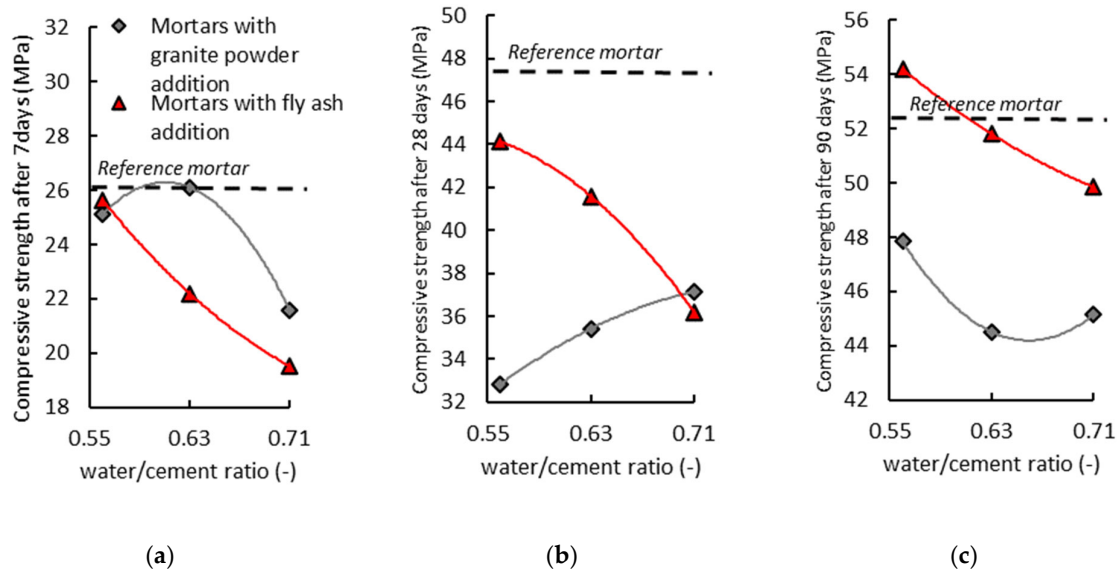 Compressive strength after 7days (MPa)
32
30
28
26
24
22
20
18
Mortars with
granite powder
addition
Mortars with fly ash
addition
Reference mortar
0.55
0.63
0.71
water/cement ratio (-)
(a)
Compressive strength after 28 days (MPa)
50
48
46
44
42
40
38
36
34
32
Reference mortar
0.55
0.63
0.71
water/cement ratio (-)
(b)
Compressive strength after 90 days (MPa)
56
54
52
50
48
46
44
42
Reference mortar
0.55
0.63
0.71
water/cement ratio (-)
(c)